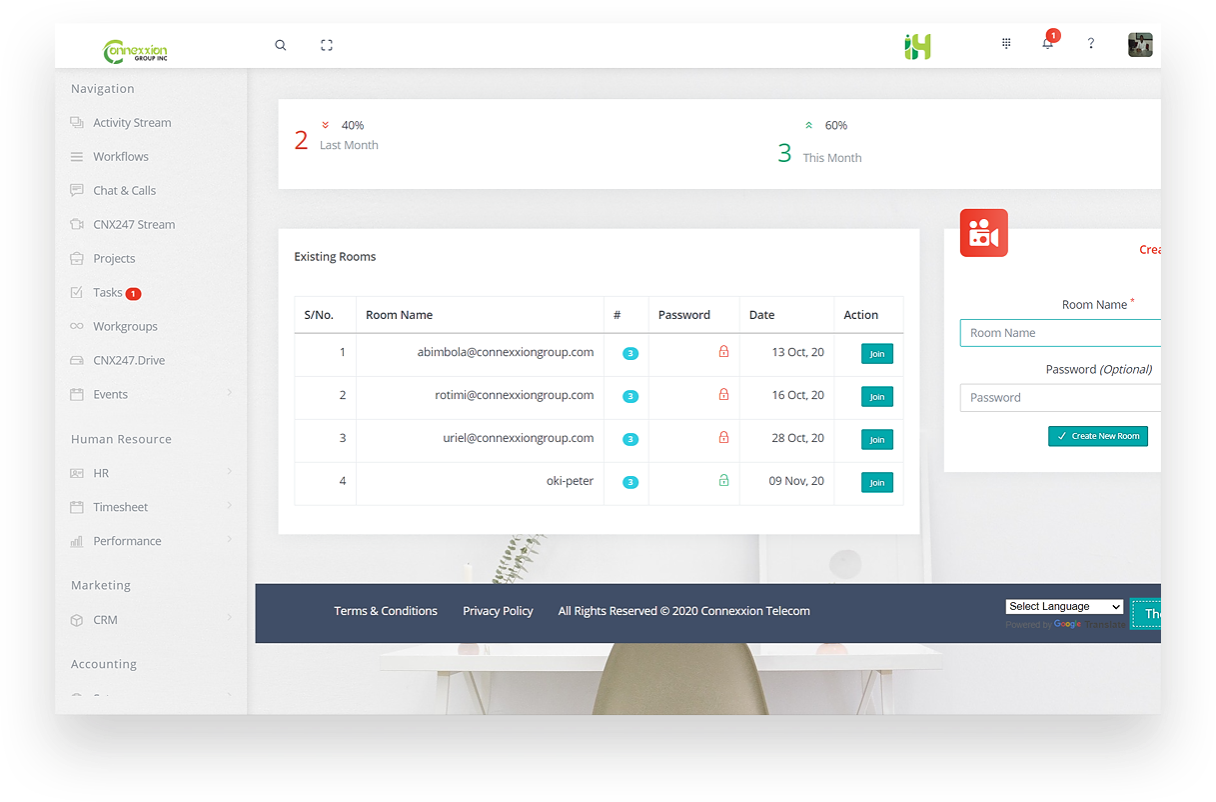 Connexxion
GROUP INC
1
?
Navigation
Activity Stream
Workflows
Chat & Calls
CNX247 Stream
Projects
Tasks 1
Workgroups
CNX247.Drive
Events
Human Resource
HR
Timesheet
Performance
Marketing
CRM
Accounting
2 40%
Last Month
3 60%
This Month
Existing Rooms
S/No. Room Name # Password Date Action
1 abimbola@connexxiongroup.com 3 13 Oct, 20 Join
2 rotimi@connexxiongroup.com 3 16 Oct, 20 Join
3 uriel@connexxiongroup.com 3 28 Oct, 20 Join
4 oki-peter 3 09 Nov, 20 Join
Crea
Room Name *
Room Name
Password (Optional)
Password
Create New Room
Terms & Conditions Privacy Policy All Rights Reserved © 2020 Connexxion Telecom
Select Language
Powered by Google Translate
The